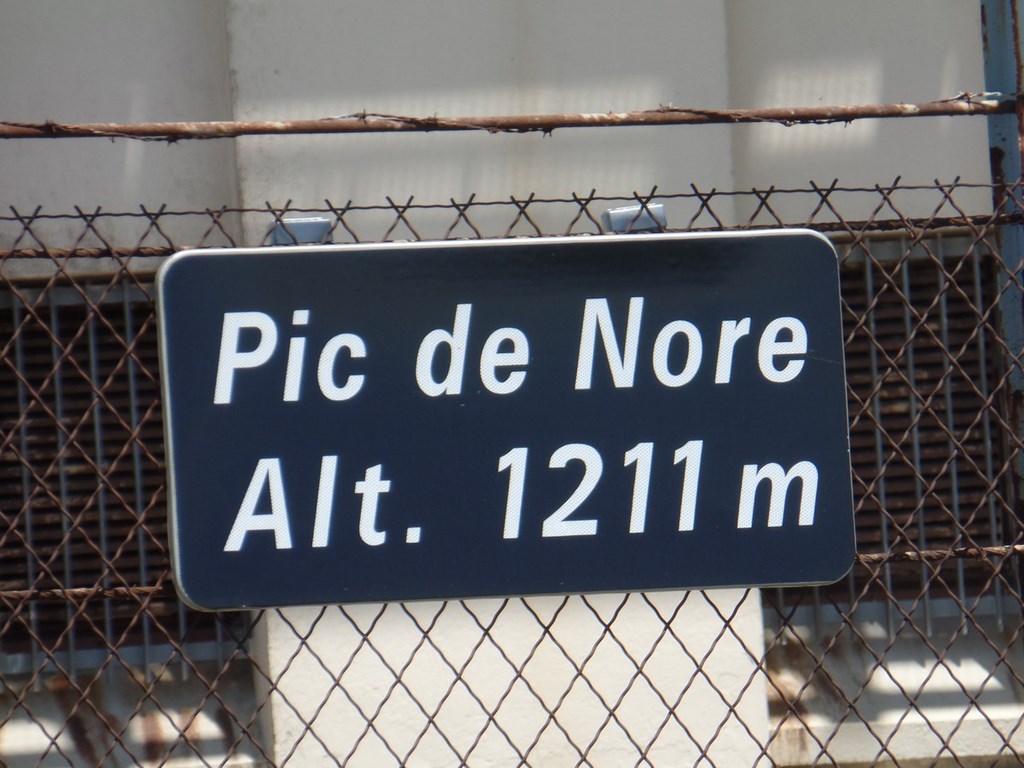 Pic de Nore
Alt. 1211 m